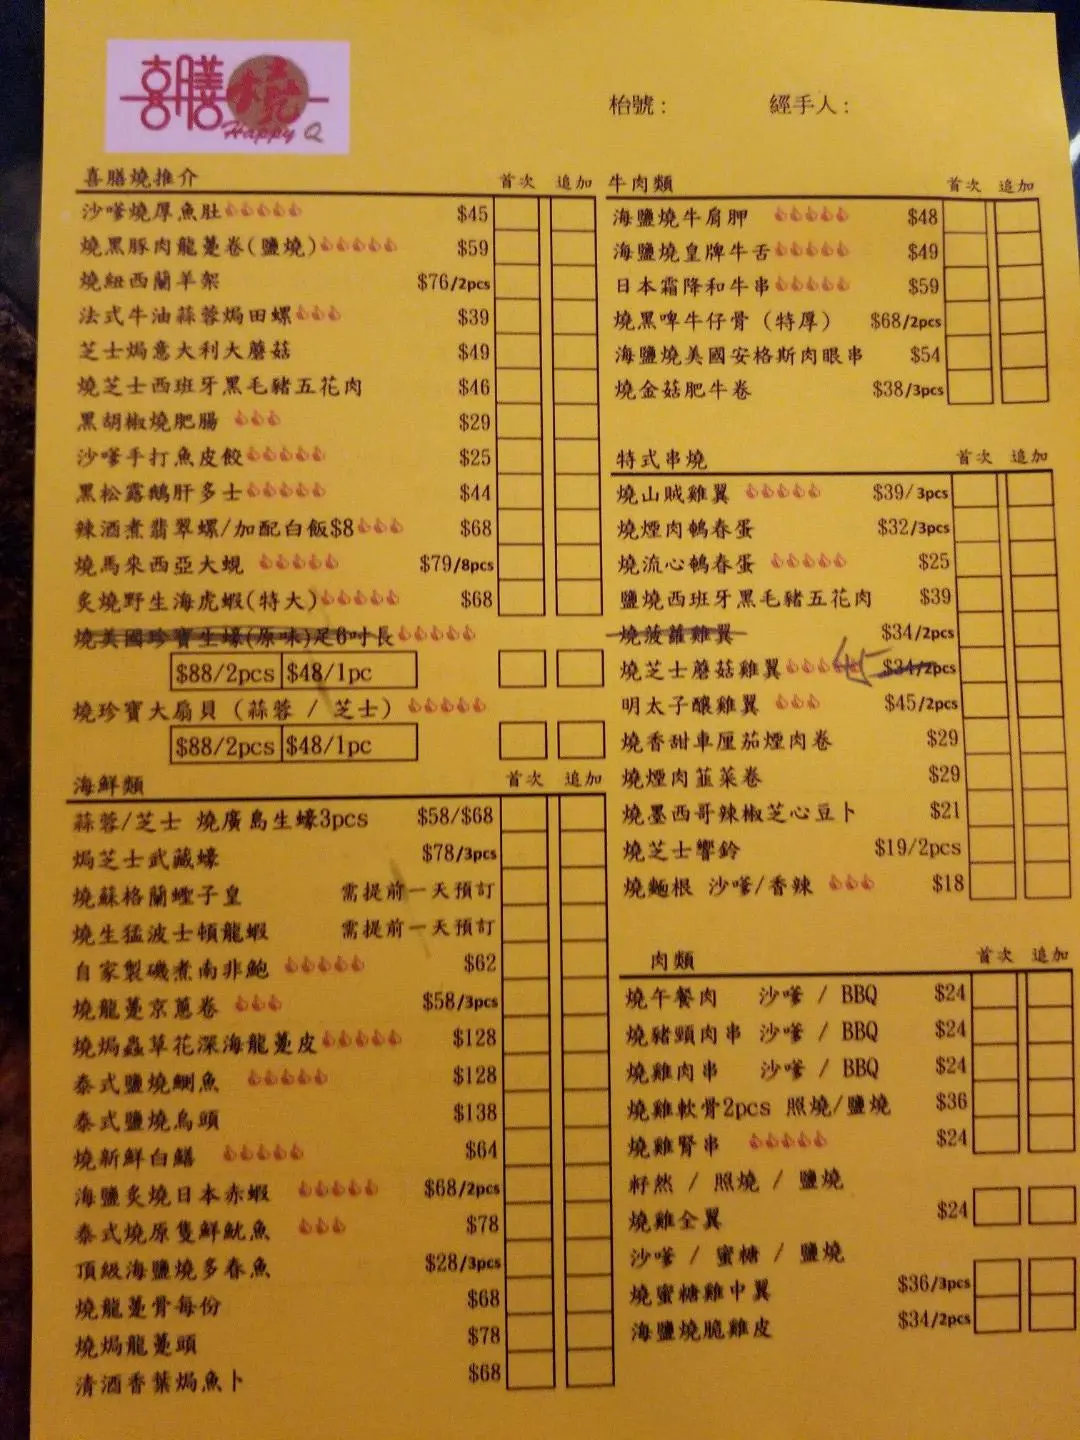 喜膳燒
Happy Q
枱號：
經手人：
喜膳燒推介 首次 追加
沙嗲燒厚魚肚 $45
燒黑豚肉龍躉卷(鹽燒) $59
燒紐西蘭羊架 $76/2pcs
法式牛油蒜蓉焗田螺 $39
芝士焗意大利大蘑菇 $49
燒芝士西班牙黑毛豬五花肉 $46
黑胡椒燒肥腸 $29
沙嗲手打魚皮餃 $25
黑松露鵝肝多士 $44
辣酒煮翡翠螺/加配白飯$8 $68
燒馬來西亞大蜆 $79/8pcs
炙燒野生海虎蝦(特大) $68
燒美國珍寶生蠔(原味)足6吋長
$88/2pcs $48/1pc
燒珍寶大扇貝 (蒜蓉 / 芝士)
$88/2pcs $48/1pc
海鮮類 首次 追加
蒜蓉/芝士 燒廣島生蠔3pcs $58/$68
焗芝士武藏蠔 $78/3pcs
燒蘇格蘭蟶子皇 需提前一天預訂
燒生猛波士頓龍蝦 需提前一天預訂
自家製磯煮南非鮑 $62
燒龍躉京蔥卷 $58/3pcs
燒焗蟲草花深海龍躉皮 $128
泰式鹽燒鯛魚 $128
泰式鹽燒烏頭 $138
燒新鮮白鱔 $64
海鹽炙燒日本赤蝦 $68/2pcs
泰式燒原隻鮮魷魚 $78
頂級海鹽燒多春魚 $28/3pcs
燒龍躉骨每份 $68
燒焗龍躉頭 $78
清酒香葉焗魚卜 $68
牛肉類 首次 追加
海鹽燒牛肩胛 $48
海鹽燒皇牌牛舌 $49
日本霜降和牛串 $59
燒黑啤牛仔骨 (特厚) $68/2pcs
海鹽燒美國安格斯肉眼串 $54
燒金菇肥牛卷 $38/3pcs
特式串燒 首次 追加
燒山賊雞翼 $39/3pcs
燒煙肉鵪春蛋 $32/3pcs
燒流心鵪春蛋 $25
鹽燒西班牙黑毛豬五花肉 $39
燒菠蘿雞翼 $34/2pcs
燒芝士蘑菇雞翼 45 $34/2pcs
明太子釀雞翼 $45/2pcs
燒香甜車厘茄煙肉卷 $29
燒煙肉韮菜卷 $29
燒墨西哥辣椒芝心豆卜 $21
燒芝士響鈴 $19/2pcs
燒麵根 沙嗲/香辣 $18
肉類 首次 追加
燒午餐肉 沙嗲 / BBQ $24
燒豬頸肉串 沙嗲 / BBQ $24
燒雞肉串 沙嗲 / BBQ $24
燒雞軟骨2pcs 照燒/鹽燒 $36
燒雞腎串 $24
籽然 / 照燒 / 鹽燒
燒雞全翼 $24
沙嗲 / 蜜糖 / 鹽燒
燒蜜糖雞中翼 $36/3pcs
海鹽燒脆雞皮 $34/2pcs